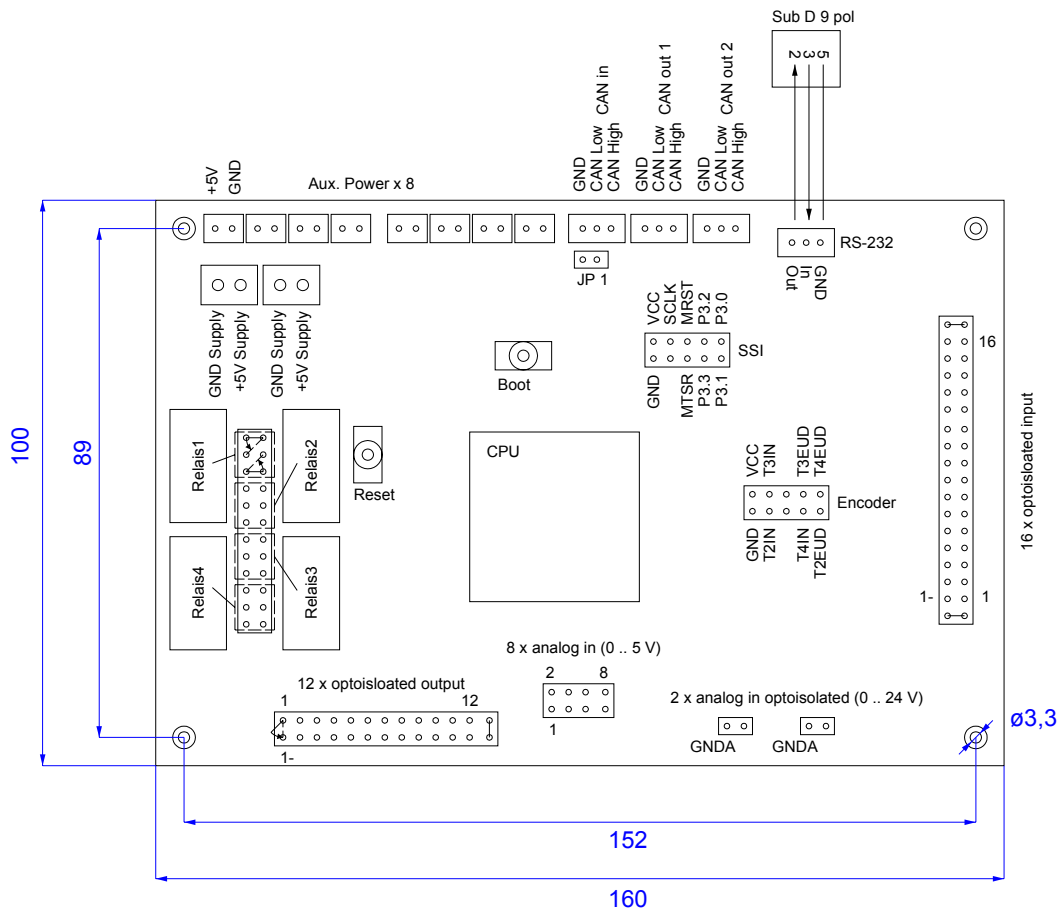 Sub D 9 pol
2
3
5
GND
CAN Low CAN in
CAN High
GND
CAN Low CAN out 1
CAN High
GND
CAN Low CAN out 2
CAN High
+5V
GND
Aux. Power x 8
RS-232
Out
In
GND
JP 1
GND Supply
+5V Supply
GND Supply
+5V Supply
VCC
SCLK
MRST
P3.2
P3.0
SSI
GND
MTSR
P3.3
P3.1
Boot
16
16 x optoisloated input
100
89
Relais1
Relais2
Reset
CPU
VCC
T3IN
T3EUD
T4EUD
Encoder
GND
T2IN
T4IN
T2EUD
Relais4
Relais3
1-
1
8 x analog in (0 .. 5 V)
2
8
1
12 x optoisloated output
1
12
1-
2 x analog in optoisolated (0 .. 24 V)
GNDA
GNDA
ø3,3
152
160